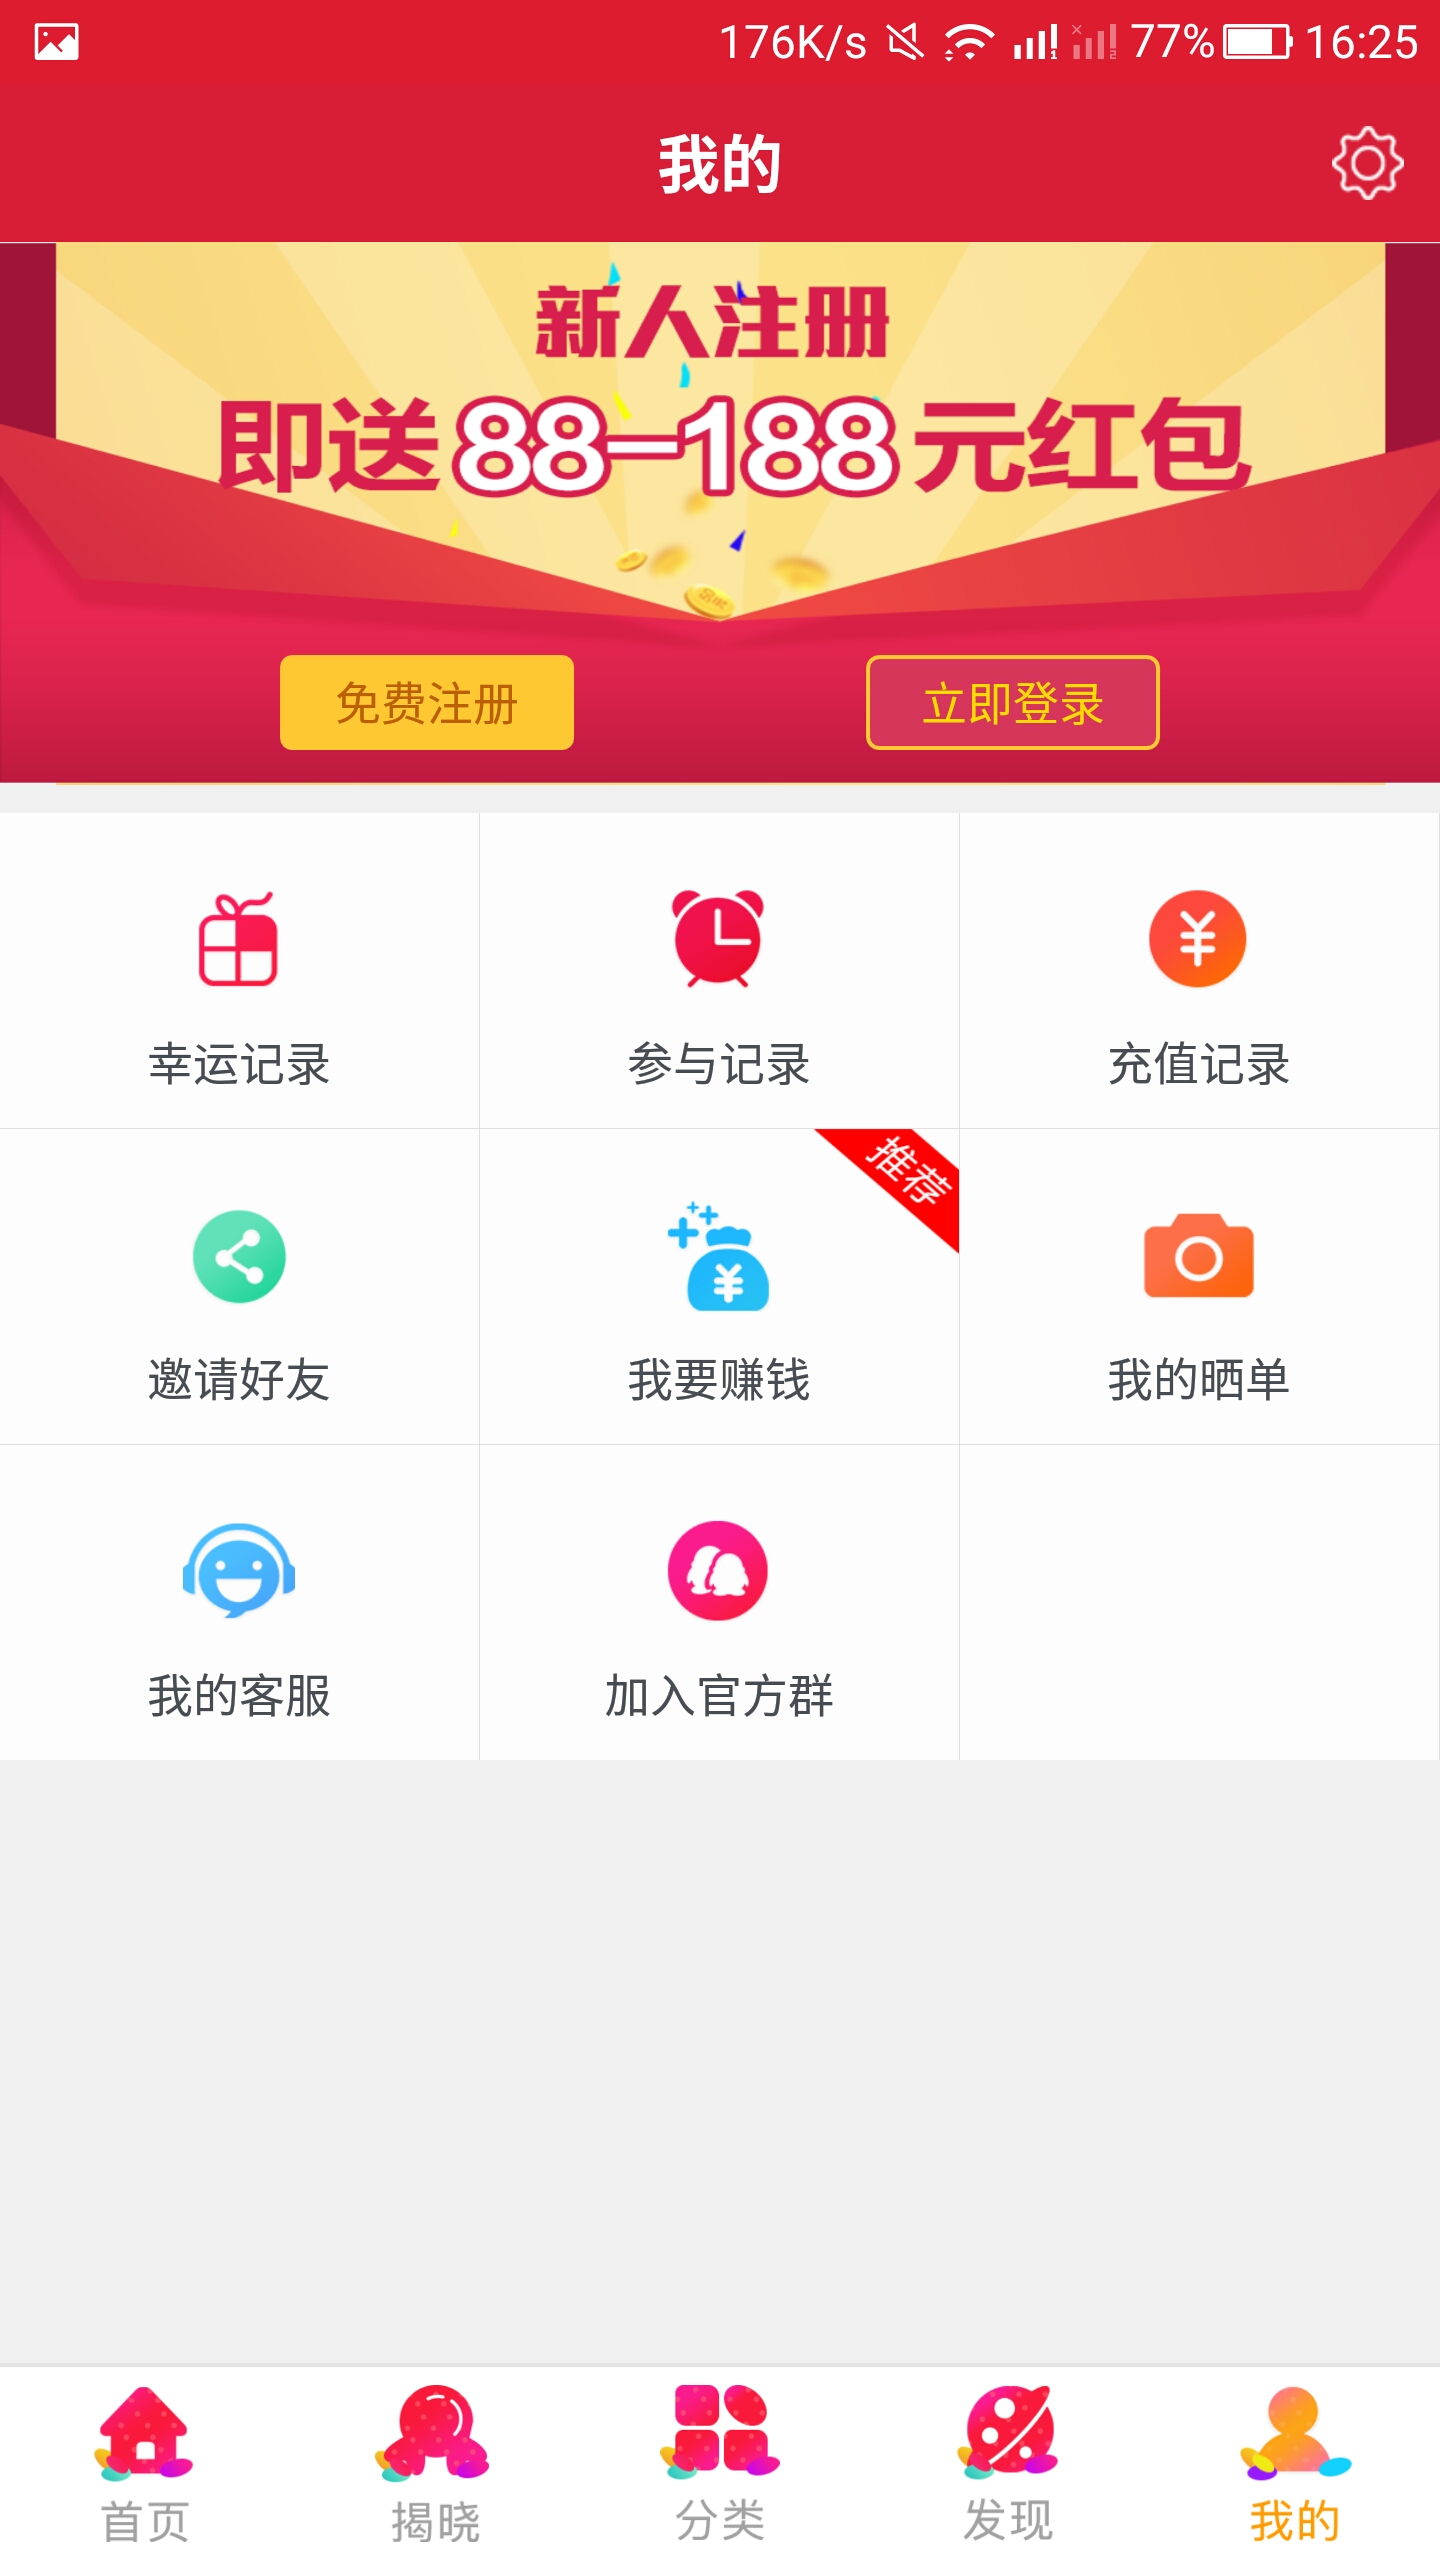 176K/s 77% 16:25
我的
新人注册
即送88-188元红包
免费注册 立即登录
幸运记录 参与记录 充值记录
推荐
邀请好友 我要赚钱 我的晒单
我的客服 加入官方群
首页 揭晓 分类 发现 我的